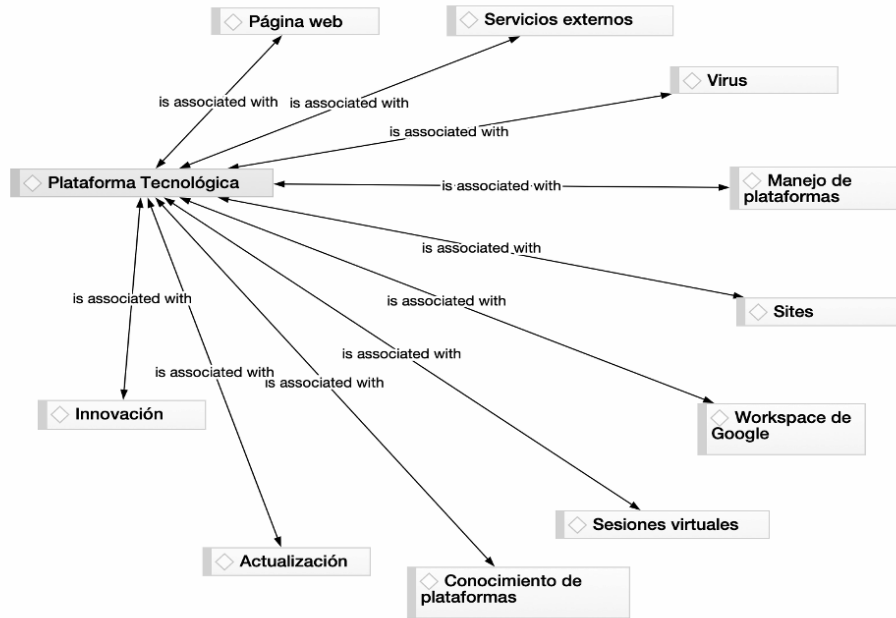 Página web
Servicios externos
Virus
is associated with
is associated with
is associated with
Plataforma Tecnológica
is associated with
Manejo de
plataformas
is associated with
is associated with
is associated with
Sites
is associated with
is associated with
is associated with
Innovación
Workspace de
Google
Sesiones virtuales
Actualización
Conocimiento de
plataformas